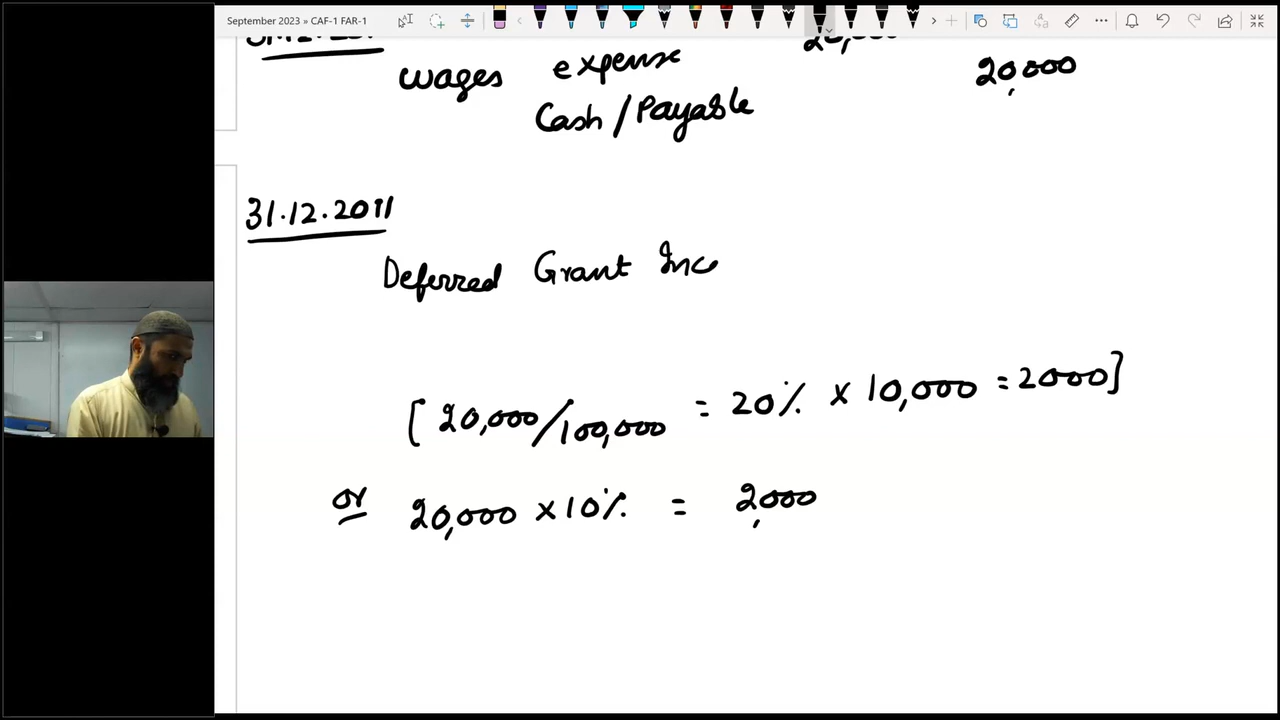 September 2023 » CAF-1 FAR-1
wages expense
20,000
Cash/Payable
31.12.2011
Deferred Grant Inco
[20,000/100,000 = 20% x 10,000 = 2000]
or 20,000 x 10% = 2,000